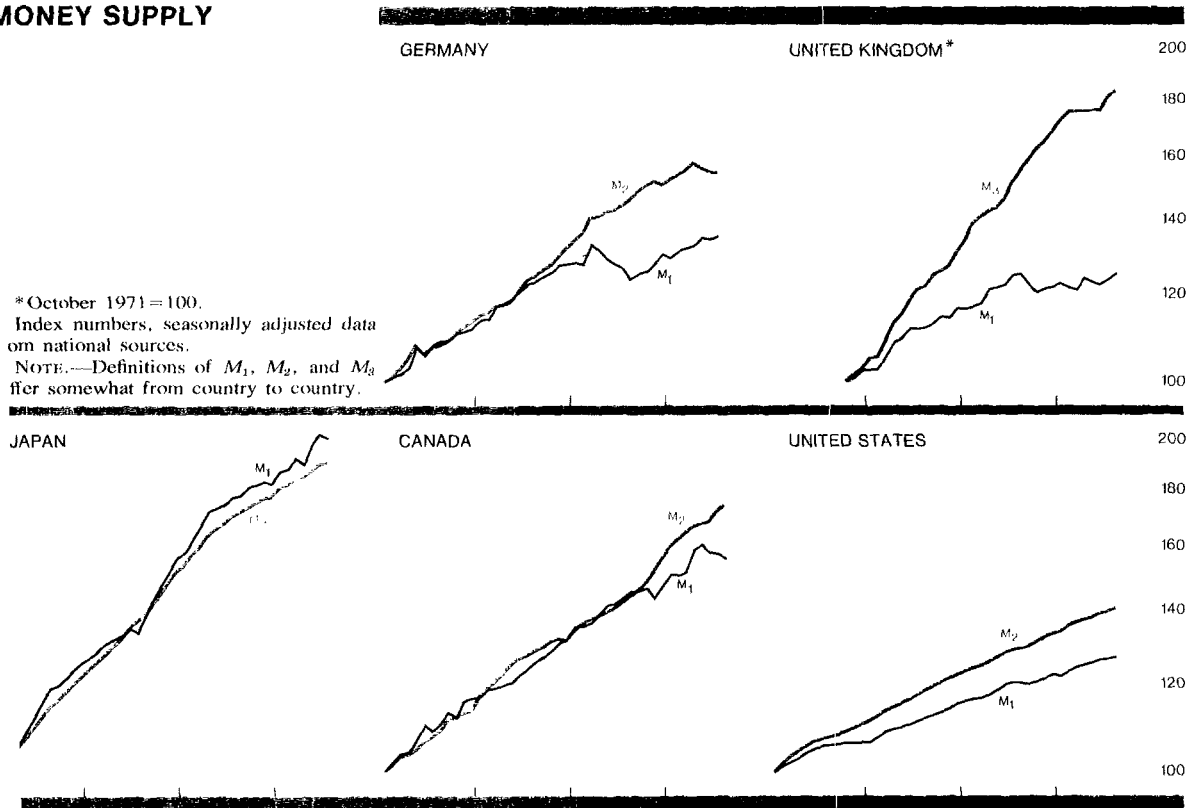 MONEY SUPPLY
GERMANY
UNITED KINGDOM*
200
180
160
140
120
100
M₂
M₁
M₃
M₁
*October 1971=100.
Index numbers, seasonally adjusted data
om national sources.
NOTE.—Definitions of M₁, M₂, and M₃
ffer somewhat from country to country.
JAPAN
CANADA
UNITED STATES
200
180
160
140
120
100
M₁
M₂
M₁
M₂
M₁